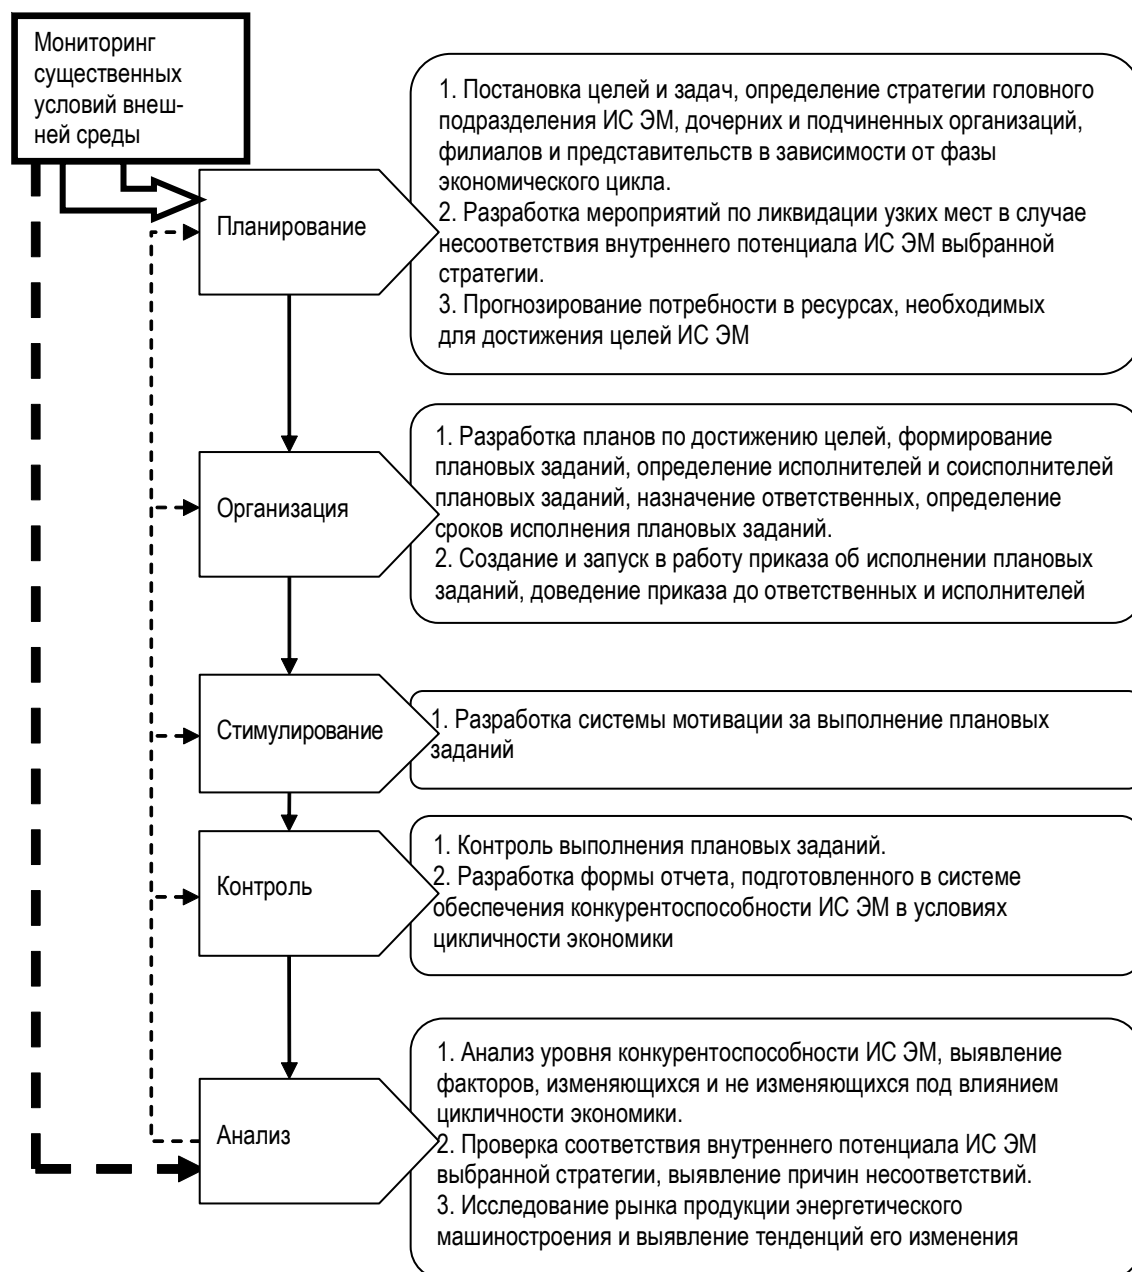 Мониторинг
существенных
условий внеш-
ней среды
Планирование
1. Постановка целей и задач, определение стратегии головного
подразделения ИС ЭМ, дочерних и подчиненных организаций,
филиалов и представительств в зависимости от фазы
экономического цикла.
2. Разработка мероприятий по ликвидации узких мест в случае
несоответствия внутреннего потенциала ИС ЭМ выбранной
стратегии.
3. Прогнозирование потребности в ресурсах, необходимых
для достижения целей ИС ЭМ
Организация
1. Разработка планов по достижению целей, формирование
плановых заданий, определение исполнителей и соисполнителей
плановых заданий, назначение ответственных, определение
сроков исполнения плановых заданий.
2. Создание и запуск в работу приказа об исполнении плановых
заданий, доведение приказа до ответственных и исполнителей
Стимулирование
1. Разработка системы мотивации за выполнение плановых
заданий
Контроль
1. Контроль выполнения плановых заданий.
2. Разработка формы отчета, подготовленного в системе
обеспечения конкурентоспособности ИС ЭМ в условиях
цикличности экономики
Анализ
1. Анализ уровня конкурентоспособности ИС ЭМ, выявление
факторов, изменяющихся и не изменяющихся под влиянием
цикличности экономики.
2. Проверка соответствия внутреннего потенциала ИС ЭМ
выбранной стратегии, выявление причин несоответствий.
3. Исследование рынка продукции энергетического
машиностроения и выявление тенденций его изменения